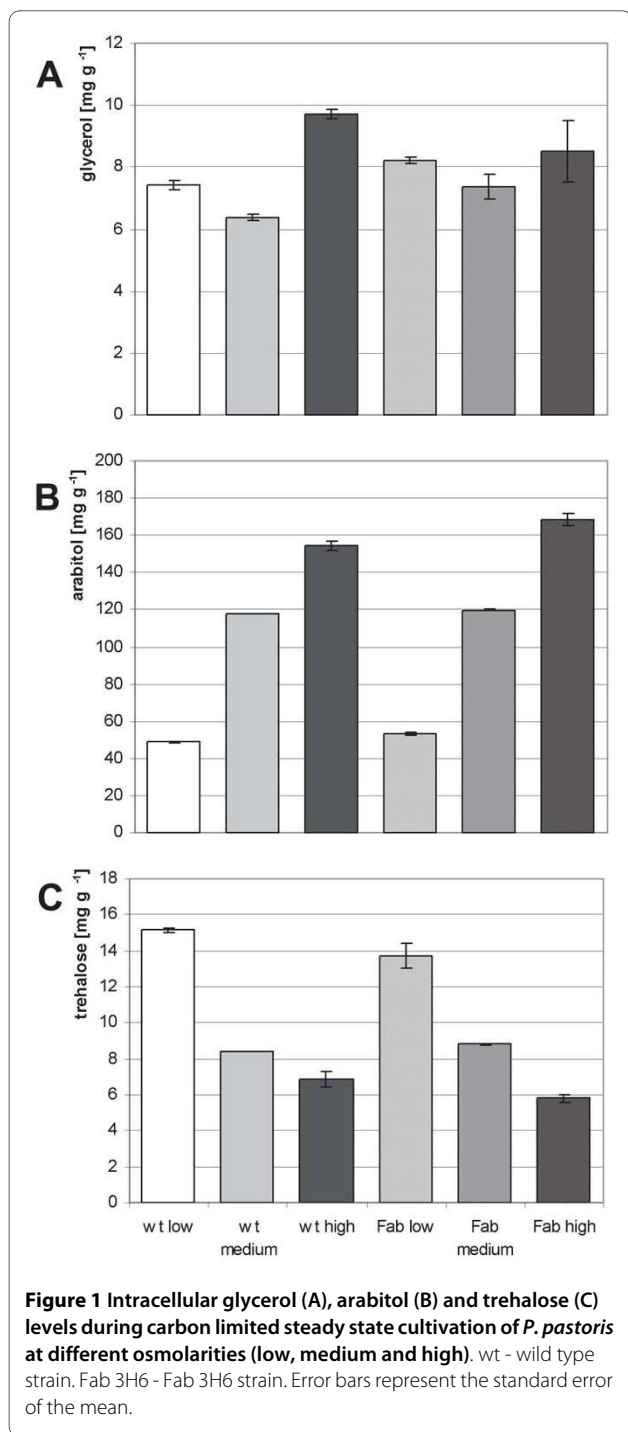 A
glycerol [mg g -1]
12
10
8
6
4
2
0
B
arabitol [mg g -1]
200
180
160
140
120
100
80
60
40
20
0
C
trehalose [mg g -1]
18
16
14
12
10
8
6
4
2
0
wt low
wt medium
wt high
Fab low
Fab medium
Fab high
Figure 1 Intracellular glycerol (A), arabitol (B) and trehalose (C)
levels during carbon limited steady state cultivation of P. pastoris
at different osmolarities (low, medium and high). wt - wild type
strain. Fab 3H6 - Fab 3H6 strain. Error bars represent the standard error
of the mean.